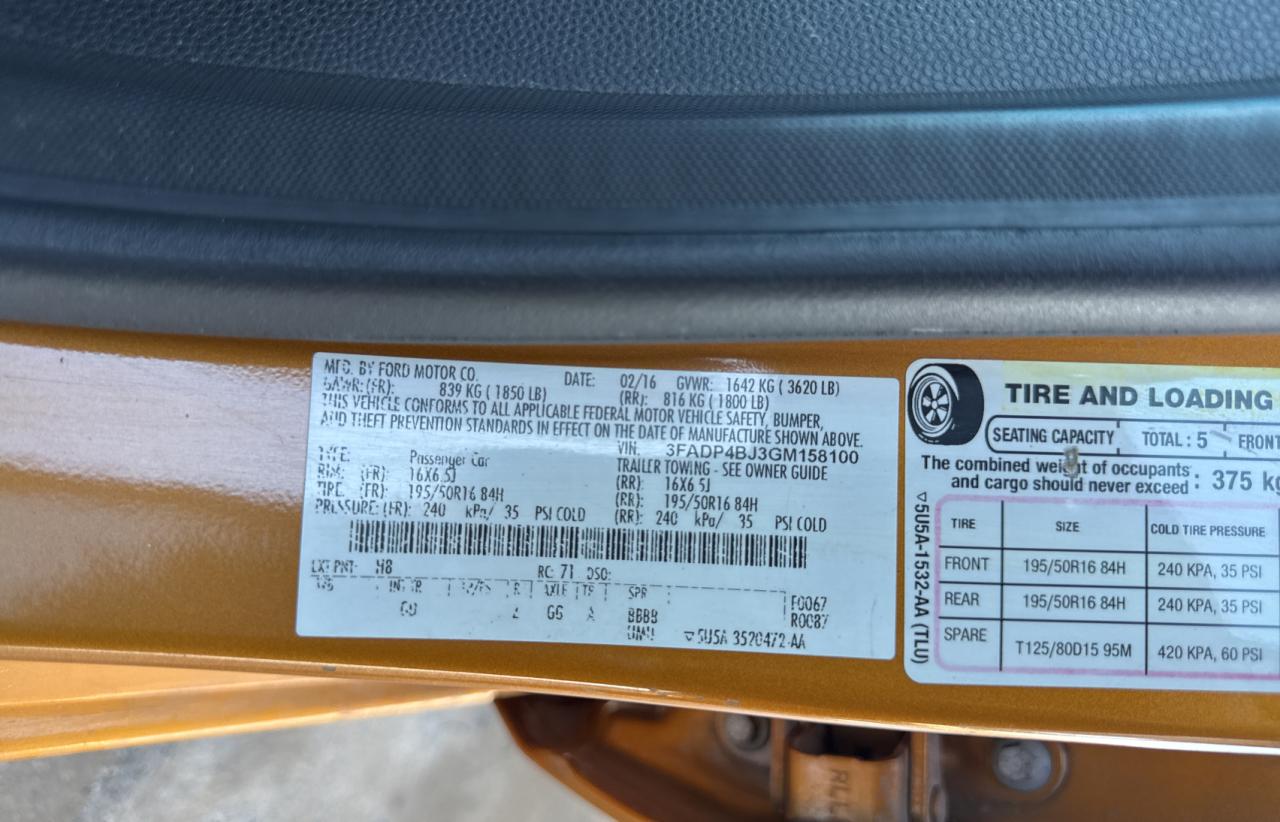 MFD. BY FORD MOTOR CO.
DATE: 02/16 GVWR: 1642 KG ( 3620 LB)
GAWR:(FR): 839 KG ( 1850 LB) (RR): 816 KG ( 1800 LB)
THIS VEHICLE CONFORMS TO ALL APPLICABLE FEDERAL MOTOR VEHICLE SAFETY, BUMPER,
AND THEFT PREVENTION STANDARDS IN EFFECT ON THE DATE OF MANUFACTURE SHOWN ABOVE.
VIN: 3FADP4BJ3GM158100
TYPE: Passenger Car TRAILER TOWING - SEE OWNER GUIDE
RIM: (FR): 16X6.5J (RR): 16X6.5J
TIRE: (FR): 195/50R16 84H (RR): 195/50R16 84H
PRESSURE: (FR): 240 kPa/ 35 PSI COLD (RR): 240 kPa/ 35 PSI COLD
EXT PNT: H8 RC: 71 DSO:
INT TR R AXLE TR SPR
GG A BBBB F0067
R0087
▽5U5A 3520472-AA
TIRE AND LOADING
SEATING CAPACITY TOTAL : 5 FRONT
The combined weight of occupants
and cargo should never exceed : 375 kg
TIRE SIZE COLD TIRE PRESSURE
FRONT 195/50R16 84H 240 KPA, 35 PSI
REAR 195/50R16 84H 240 KPA, 35 PSI
SPARE T125/80D15 95M 420 KPA, 60 PSI
▽5U5A-1532-AA (TLU)